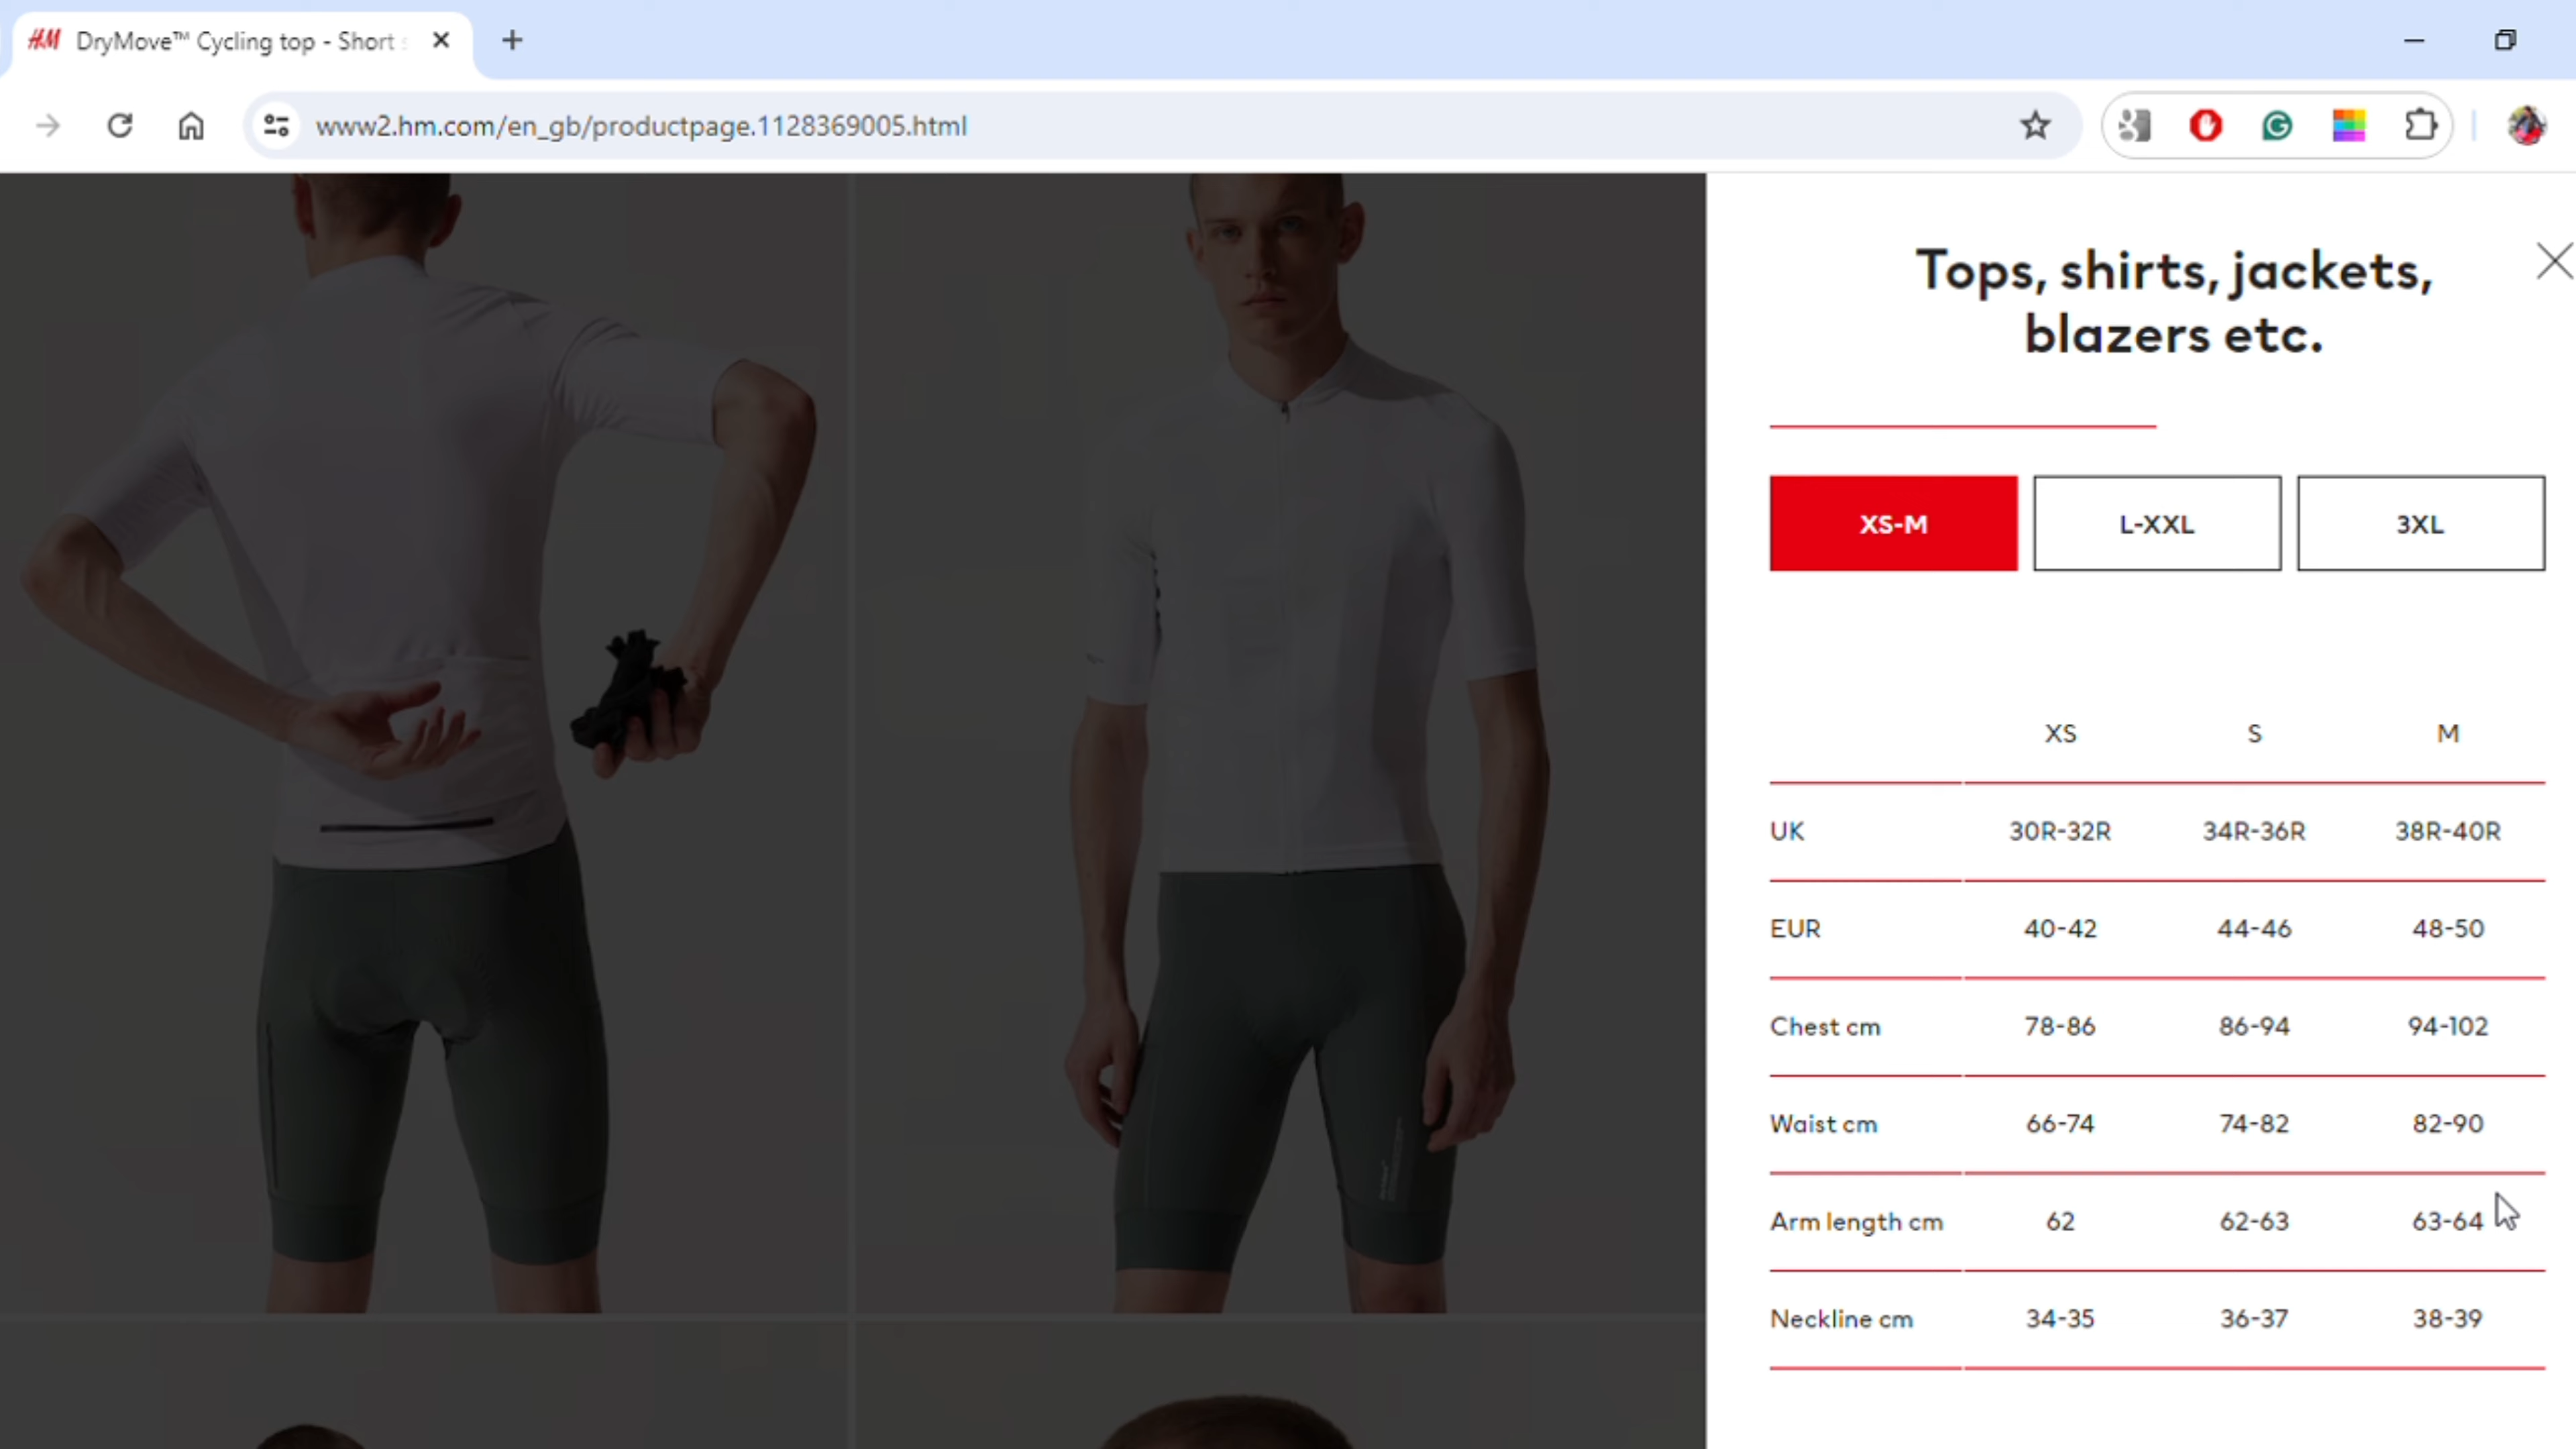 H&M DryMove™ Cycling top - Short
www2.hm.com/en_gb/productpage.1128369005.html
Tops, shirts, jackets,
blazers etc.
XS-M L-XXL 3XL
XS S M
UK 30R-32R 34R-36R 38R-40R
EUR 40-42 44-46 48-50
Chest cm 78-86 86-94 94-102
Waist cm 66-74 74-82 82-90
Arm length cm 62 62-63 63-64
Neckline cm 34-35 36-37 38-39